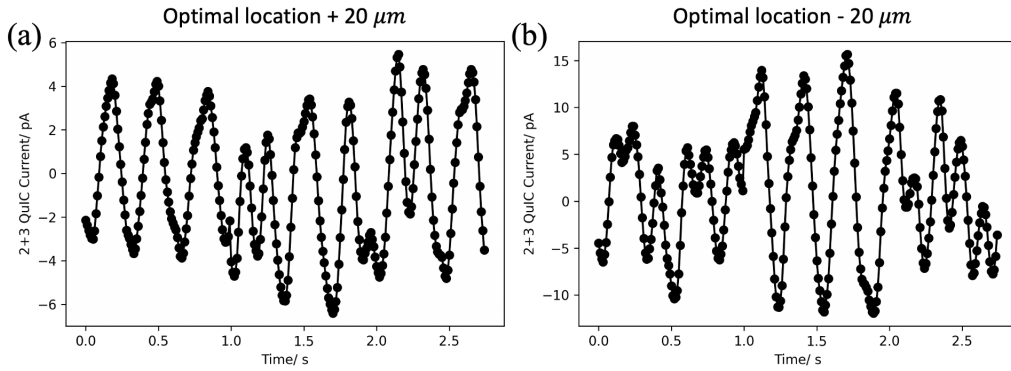 Optimal location + 20 μm
(a)
2+3 QuIC Current/ pA
6
4
2
0
−2
−4
−6
0.0 0.5 1.0 1.5 2.0 2.5
Time/ s
Optimal location - 20 μm
(b)
2+3 QuIC Current/ pA
15
10
5
0
−5
−10
0.0 0.5 1.0 1.5 2.0 2.5
Time/ s